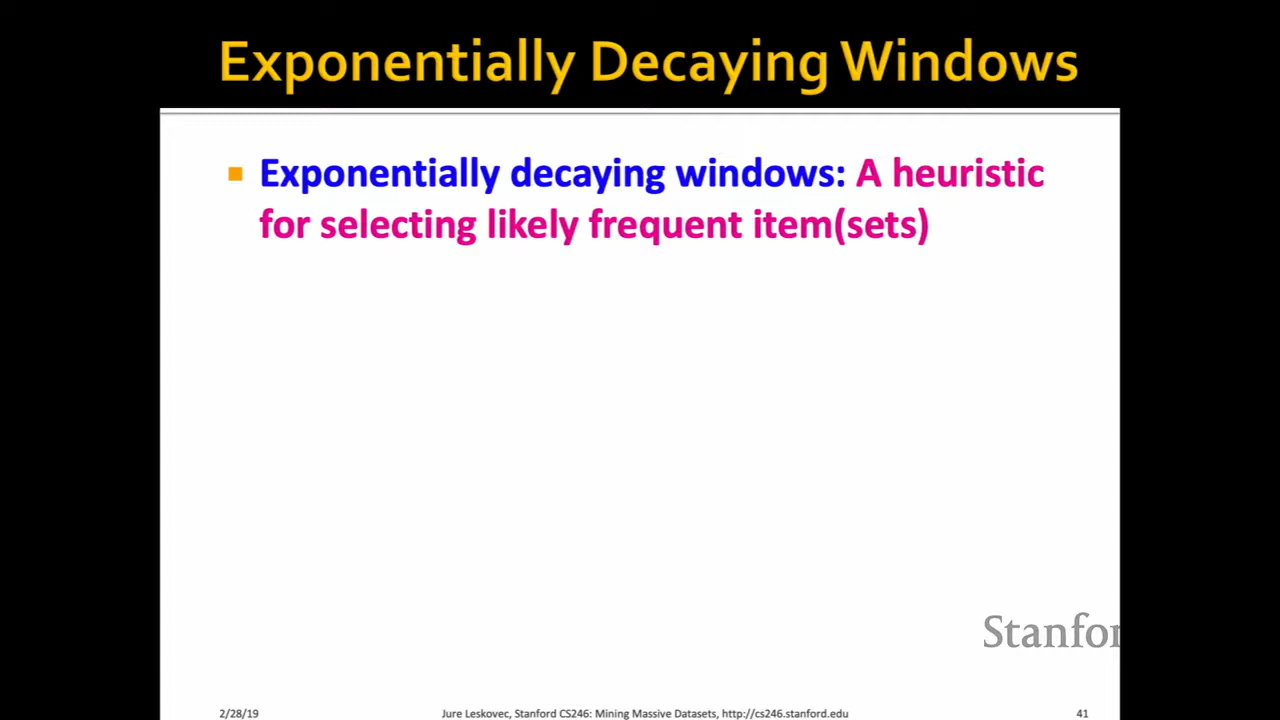 Exponentially Decaying Windows
Exponentially decaying windows: A heuristic
for selecting likely frequent item(sets)
Stanfor
2/28/19 Jure Leskovec, Stanford CS246: Mining Massive Datasets, http://cs246.stanford.edu 41